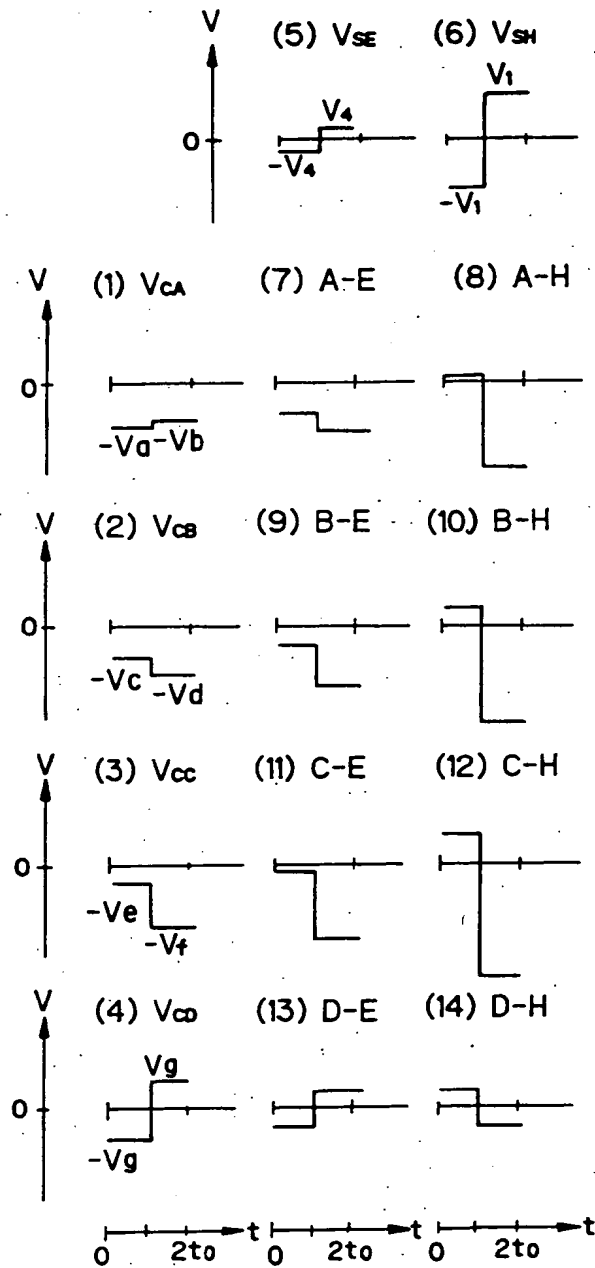 V (5) VSE (6) VSH
V4 V1
0
-V4 -V1
V (1) VCA (7) A-E (8) A-H
0
-Va -Vb
V (2) VCB (9) B-E (10) B-H
0
-Vc -Vd
V (3) VCC (11) C-E (12) C-H
0
-Ve -Vf
V (4) VCD (13) D-E (14) D-H
Vg
0
-Vg
0 2to t 0 2to t 0 2to t